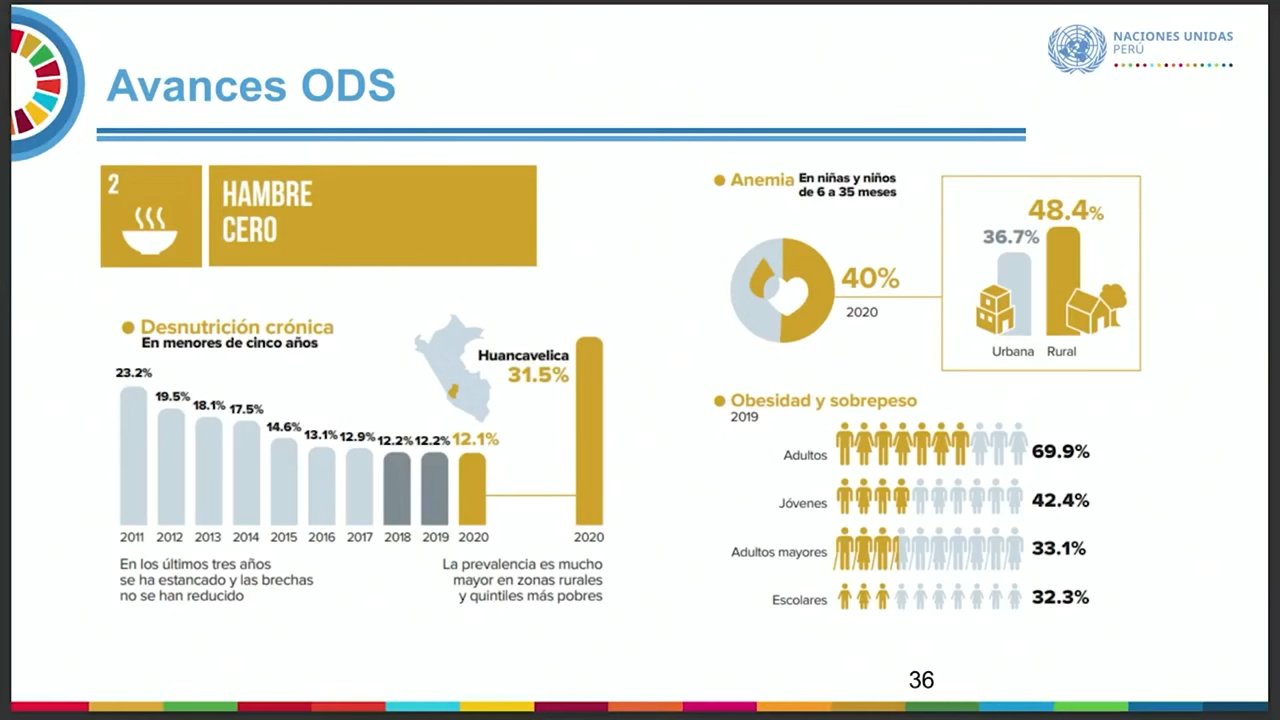 NACIONES UNIDAS
PERÚ
Avances ODS
2
HAMBRE
CERO
Desnutrición crónica
En menores de cinco años
23.2%
19.5%
18.1%
17.5%
14.6%
13.1%
12.9%
12.2%
12.2%
12.1%
Huancavelica
31.5%
2011 2012 2013 2014 2015 2016 2017 2018 2019 2020 2020
En los últimos tres años
se ha estancado y las brechas
no se han reducido
La prevalencia es mucho
mayor en zonas rurales
y quintiles más pobres
Anemia En niñas y niños
de 6 a 35 meses
40%
2020
48.4%
36.7%
Urbana Rural
Obesidad y sobrepeso
2019
Adultos 69.9%
Jóvenes 42.4%
Adultos mayores 33.1%
Escolares 32.3%
36